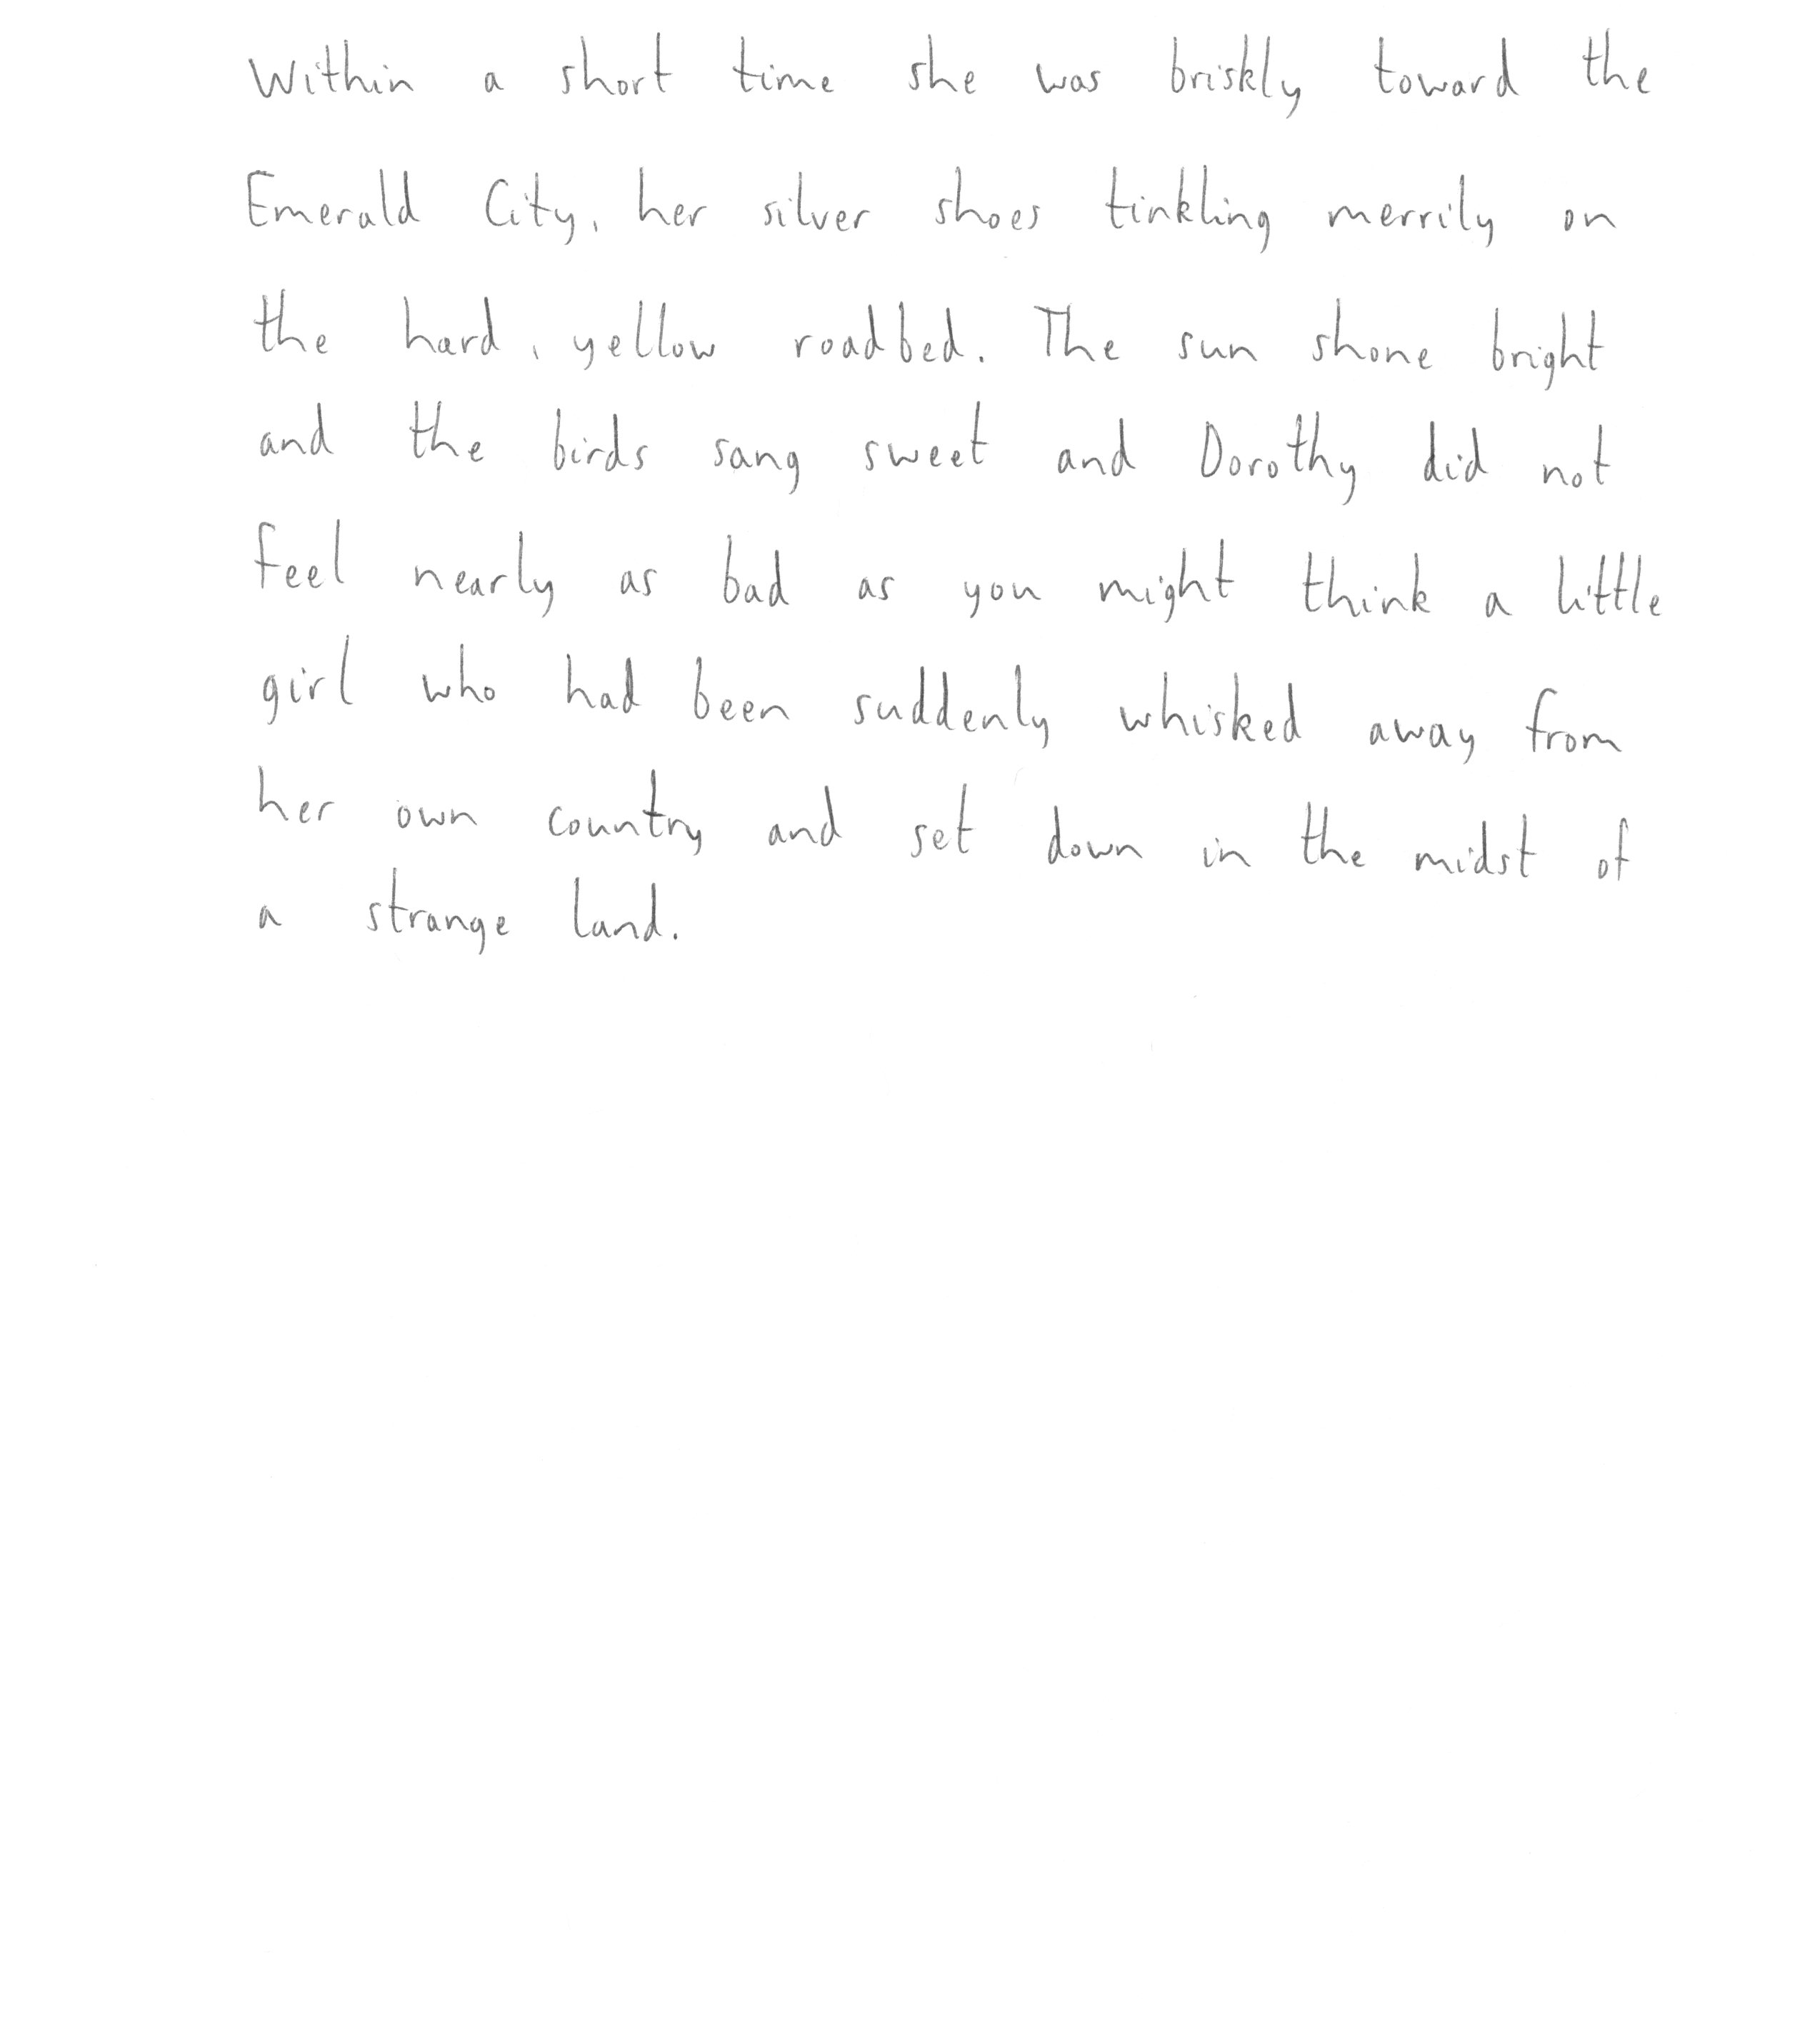 Within a short time she was briskly toward the
Emerald City, her silver shoes tinkling merrily on
the hard, yellow roadbed. The sun shone bright
and the birds sang sweet and Dorothy did not
feel nearly as bad as you might think a little
girl who had been suddenly whisked away from
her own country and set down in the midst of
a strange land.